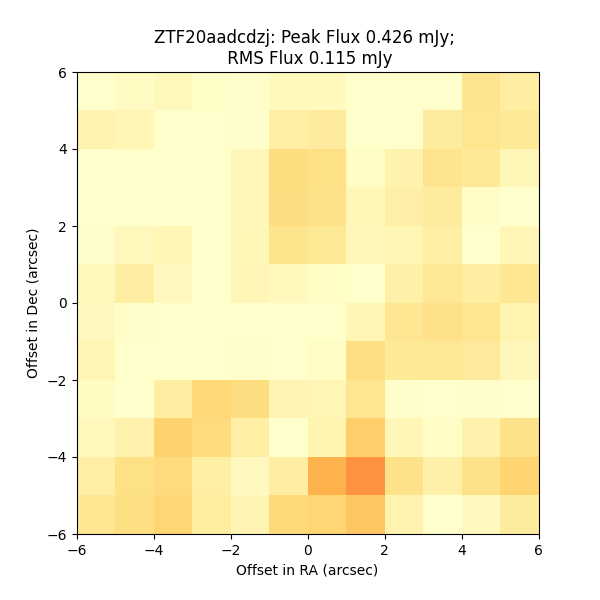 ZTF20aadcdzj: Peak Flux 0.426 mJy;
RMS Flux 0.115 mJy
6
4
2
0
−2
−4
−6
Offset in Dec (arcsec)
−6 −4 −2 0 2 4 6
Offset in RA (arcsec)